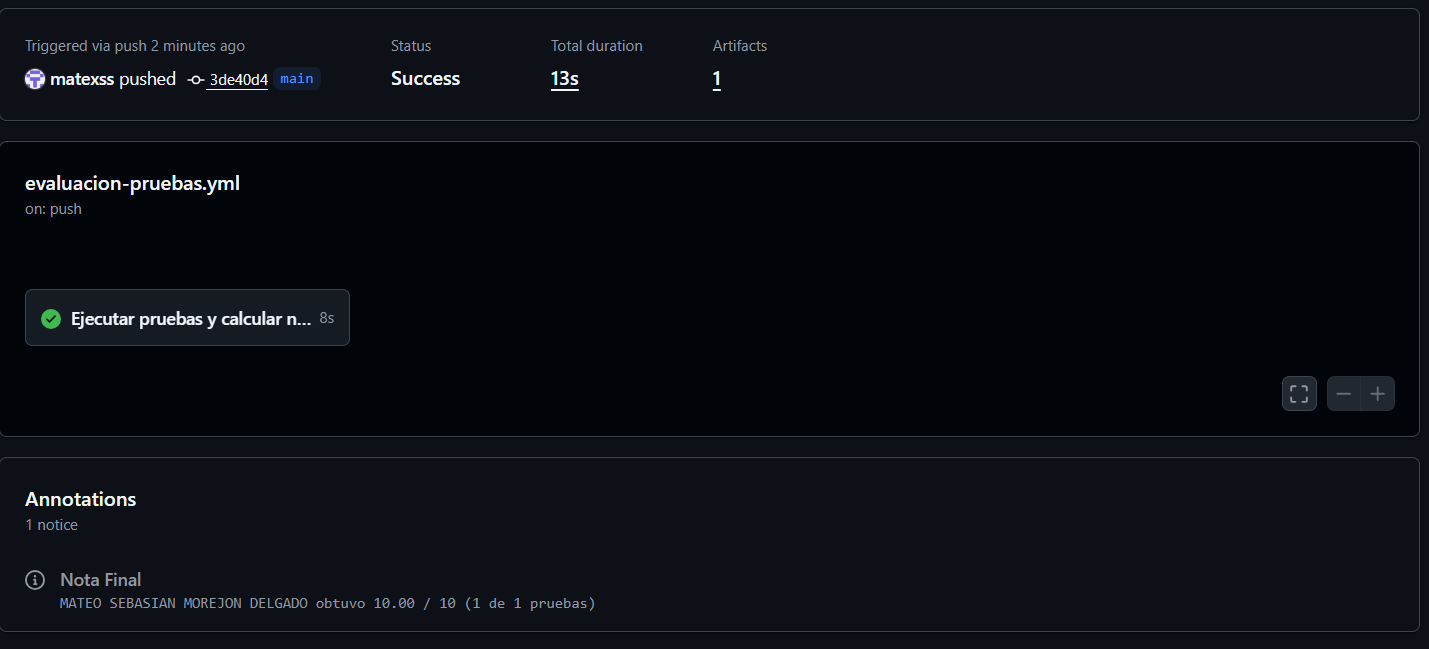 Triggered via push 2 minutes ago
Status
Total duration
Artifacts
matexss pushed 3de40d4 main
Success
13s
1
evaluacion-pruebas.yml
on: push
Ejecutar pruebas y calcular n... 8s
Annotations
1 notice
Nota Final
MATEO SEBASIAN MOREJON DELGADO obtuvo 10.00 / 10 (1 de 1 pruebas)